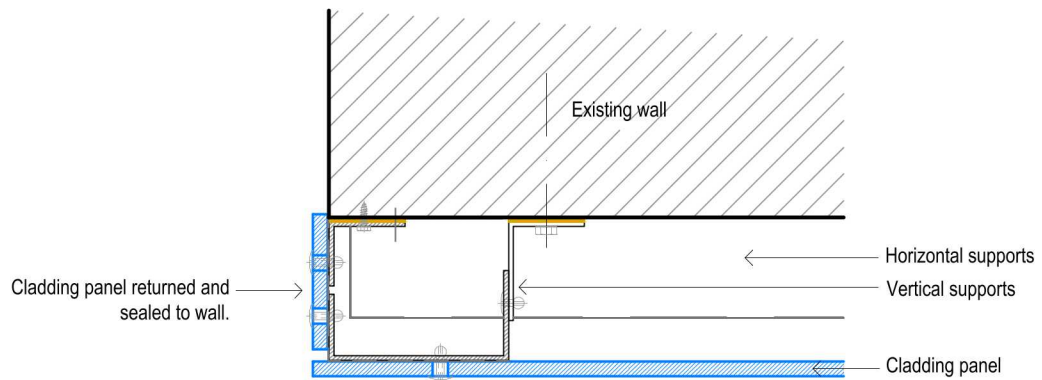 Existing wall
Horizontal supports
Cladding panel returned and
sealed to wall.
Vertical supports
Cladding panel